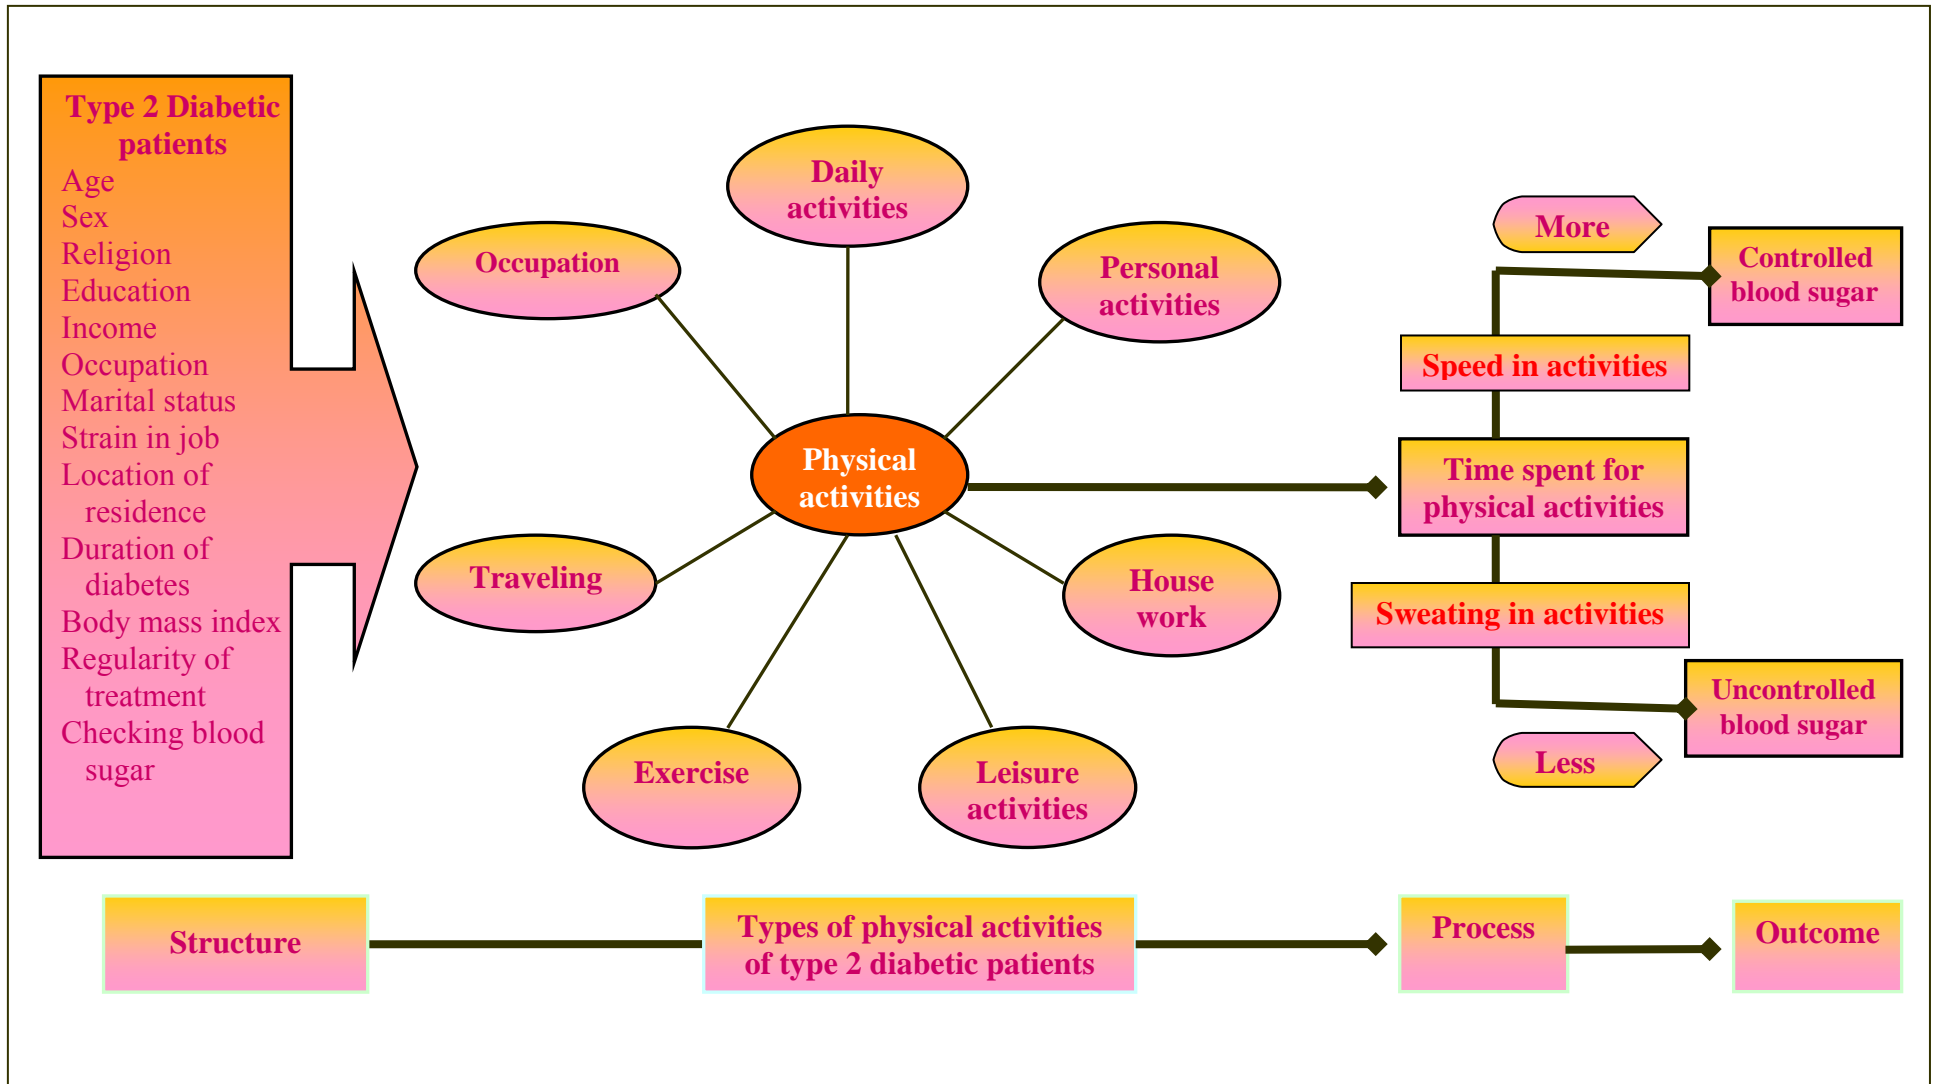 Type 2 Diabetic
patients
Age
Sex
Religion
Education
Income
Occupation
Marital status
Strain in job
Location of
residence
Duration of
diabetes
Body mass index
Regularity of
treatment
Checking blood
sugar
Daily
activities
Occupation
Personal
activities
Physical
activities
Traveling
House
work
Exercise
Leisure
activities
More
Controlled
blood sugar
Speed in activities
Time spent for
physical activities
Sweating in activities
Uncontrolled
blood sugar
Less
Structure
Types of physical activities
of type 2 diabetic patients
Process
Outcome